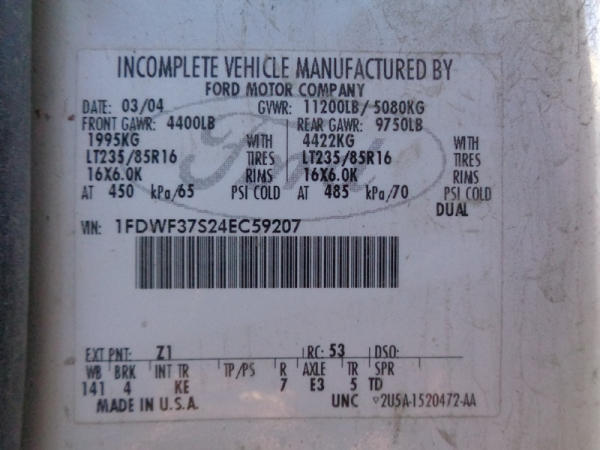 INCOMPLETE VEHICLE MANUFACTURED BY
FORD MOTOR COMPANY
DATE: 03/04 GVWR: 11200LB/ 5080KG
FRONT GAWR: 4400LB REAR GAWR: 9750LB
1995KG WITH 4422KG WITH
LT235/85R16 TIRES LT235/85R16 TIRES
16X6.0K RIMS 16X6.0K RIMS
AT 450 kPa/65 PSI COLD AT 485 kPa/70 PSI COLD
DUAL
VIN: 1FDWF37S24EC59207
Ford
EXT PNT: Z1 RC: 53 DSO:
WB BRK INT TR TP/PS R AXLE TR SPR
141 4 KE 7 E3 5 TD
MADE IN U.S.A. UNC 2U5A-1520472-AA